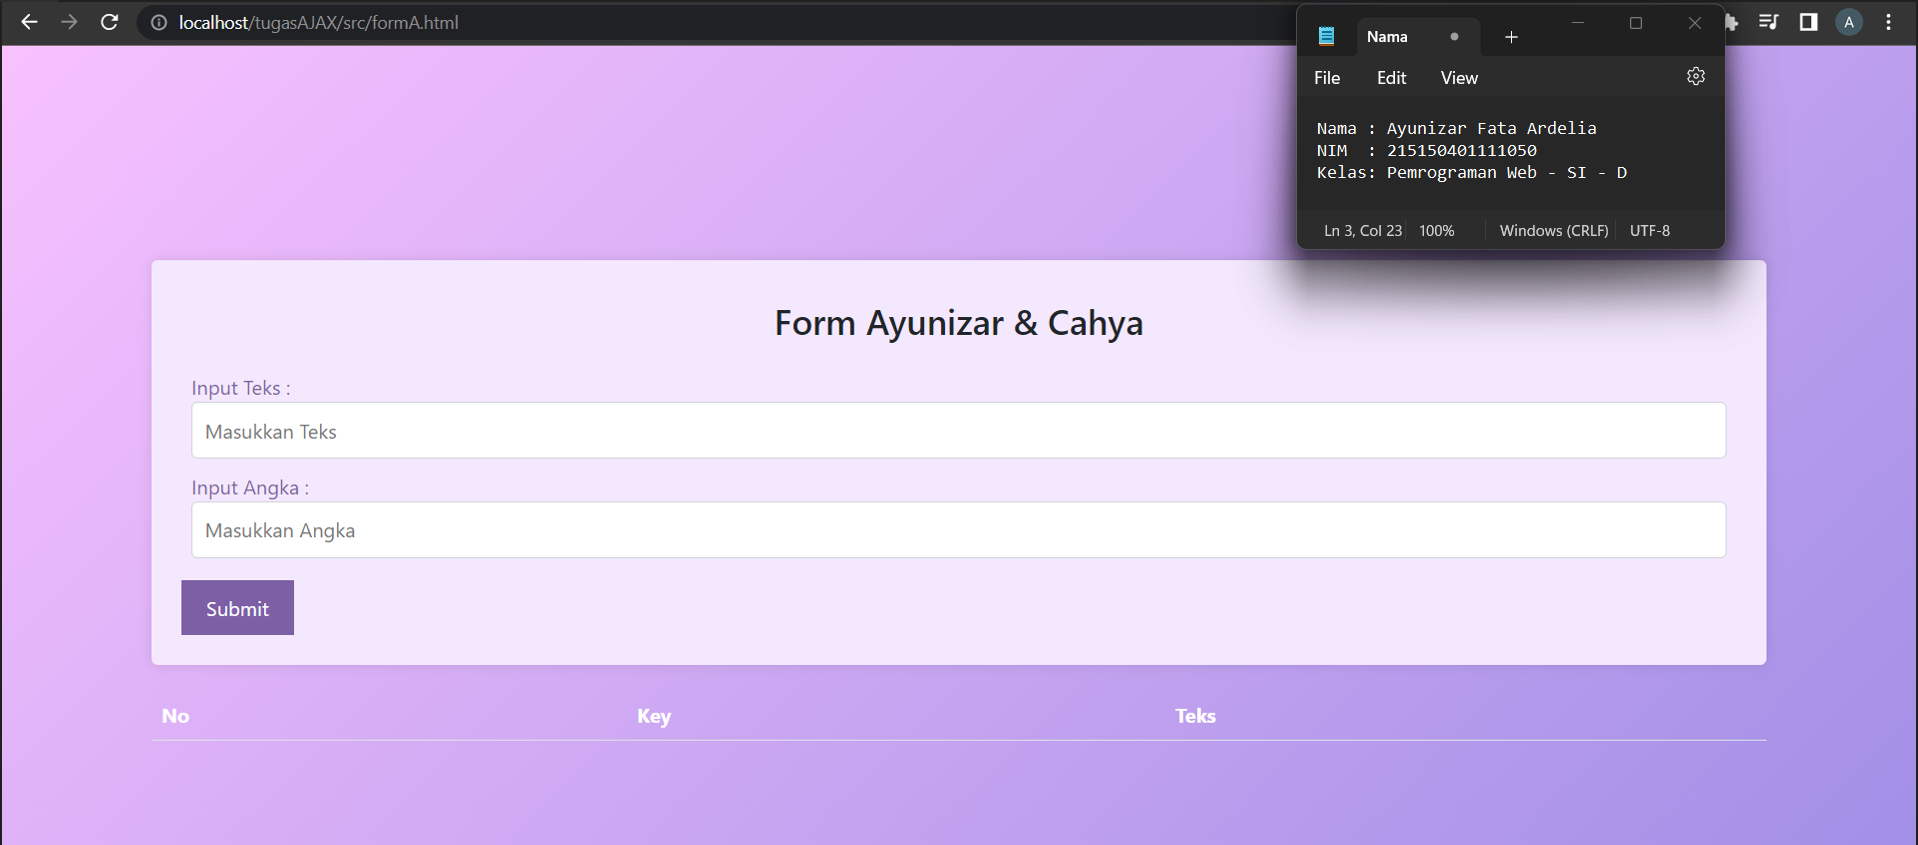 localhost/tugasAJAX/src/formA.html
A
Nama
File Edit View
Nama : Ayunizar Fata Ardelia
NIM  : 215150401111050
Kelas: Pemrograman Web - SI - D
Ln 3, Col 23 100% Windows (CRLF) UTF-8
Form Ayunizar & Cahya
Input Teks :
Masukkan Teks
Input Angka :
Masukkan Angka
Submit
No Key Teks